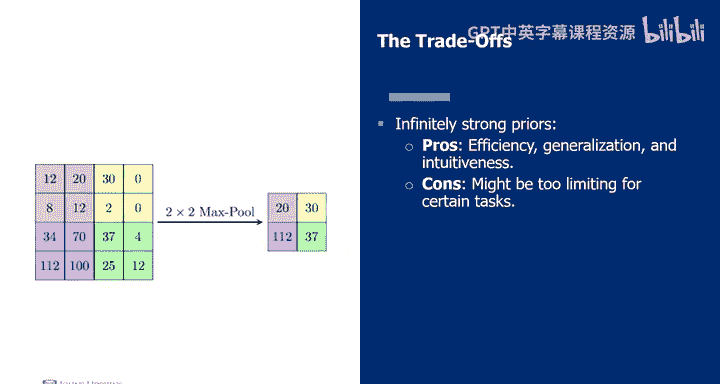 The Trade-Offs
GPT中英字幕课程资源
bilibili
Infinitely strong priors:
Pros: Efficiency, generalization, and
intuitiveness.
Cons: Might be too limiting for
certain tasks.
12 20 30 0
8 12 2 0
34 70 37 4
112 100 25 12
2 × 2 Max-Pool
20 30
112 37